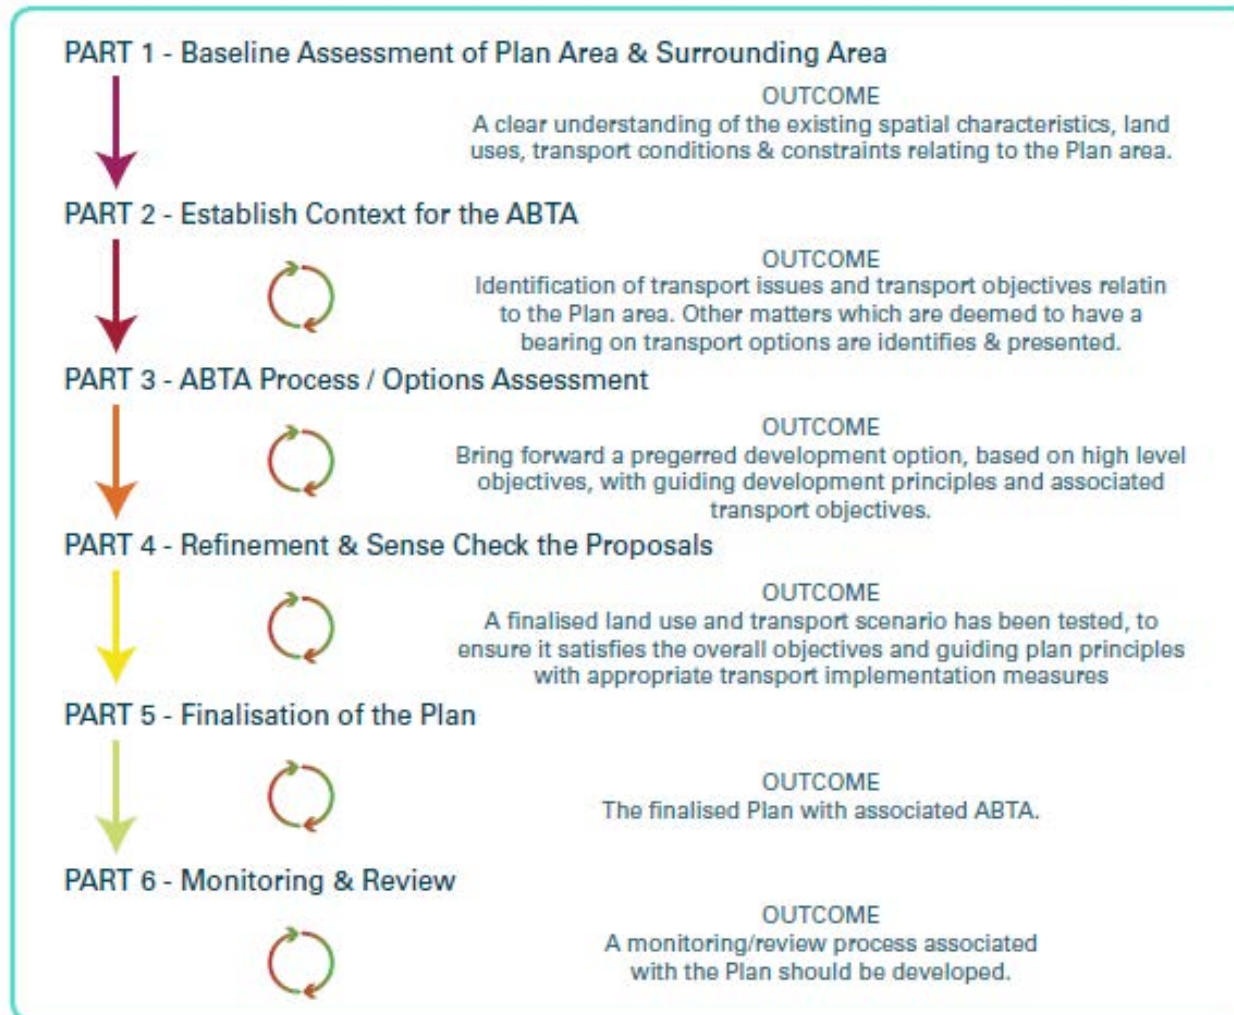 PART 1 - Baseline Assessment of Plan Area & Surrounding Area
OUTCOME
A clear understanding of the existing spatial characteristics, land
uses, transport conditions & constraints relating to the Plan area.
PART 2 - Establish Context for the ABTA
OUTCOME
Identification of transport issues and transport objectives relatin
to the Plan area. Other matters which are deemed to have a
bearing on transport options are identifies & presented.
PART 3 - ABTA Process / Options Assessment
OUTCOME
Bring forward a pregerred development option, based on high level
objectives, with guiding development principles and associated
transport objectives.
PART 4 - Refinement & Sense Check the Proposals
OUTCOME
A finalised land use and transport scenario has been tested, to
ensure it satisfies the overall objectives and guiding plan principles
with appropriate transport implementation measures
PART 5 - Finalisation of the Plan
OUTCOME
The finalised Plan with associated ABTA.
PART 6 - Monitoring & Review
OUTCOME
A monitoring/review process associated
with the Plan should be developed.